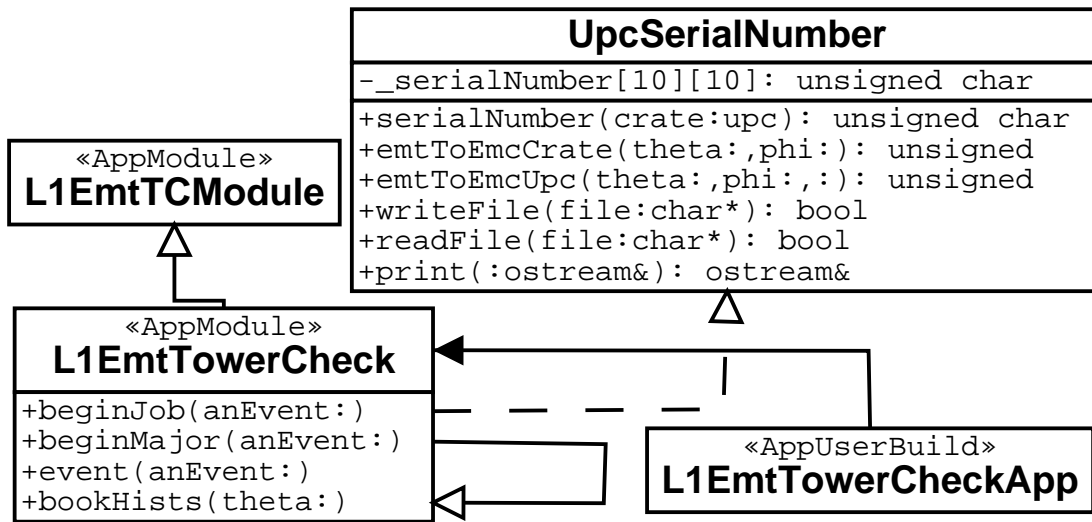 UpcSerialNumber
-_serialNumber[10][10]: unsigned char
+serialNumber(crate:upc): unsigned char
+emtToEmcCrate(theta:,phi:): unsigned
+emtToEmcUpc(theta:,phi:,:): unsigned
+writeFile(file:char*): bool
+readFile(file:char*): bool
+print(:ostream&): ostream&
«AppModule»
L1EmtTCModule
«AppModule»
L1EmtTowerCheck
+beginJob(anEvent:)
+beginMajor(anEvent:)
+event(anEvent:)
+bookHists(theta:)
«AppUserBuild»
L1EmtTowerCheckApp